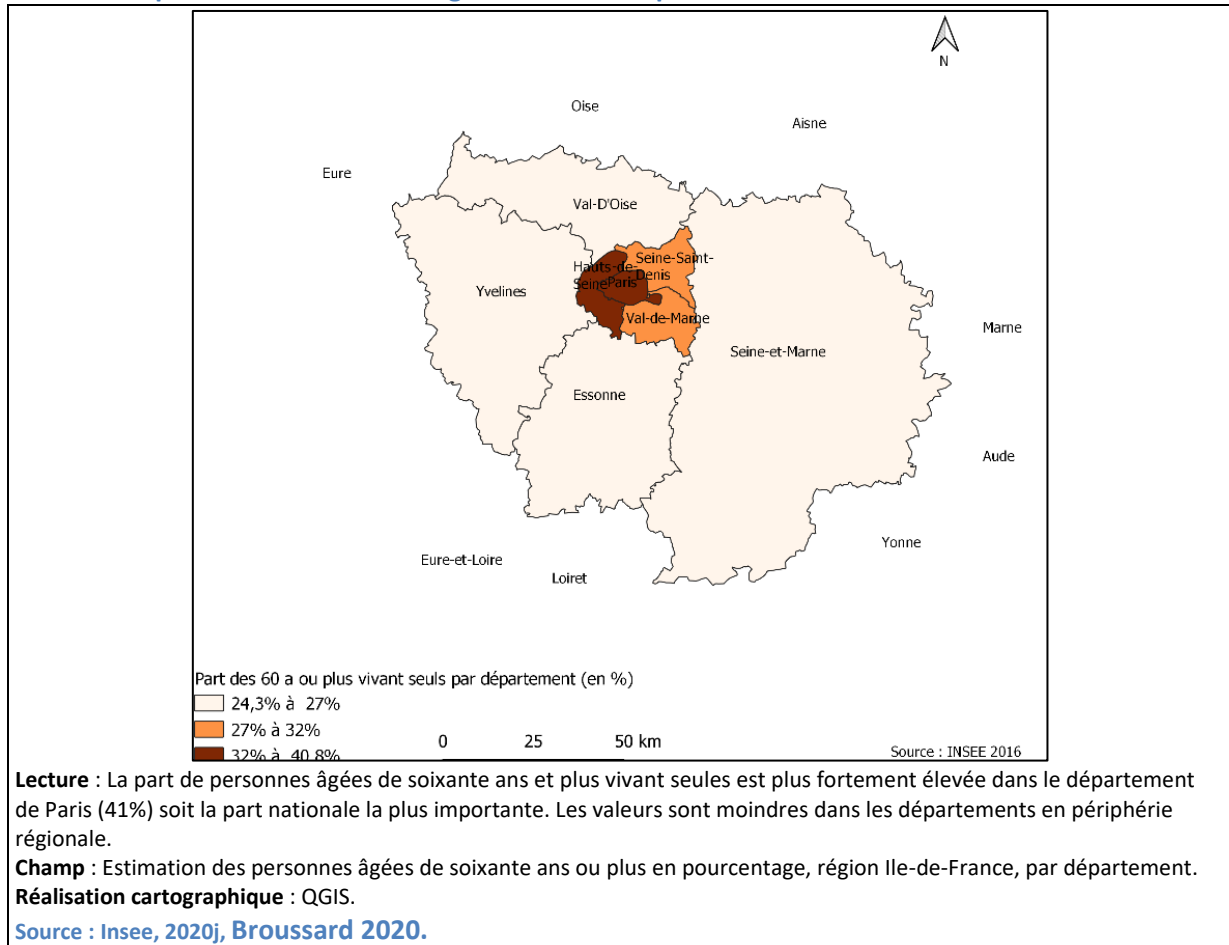 N
Oise
Aisne
Eure
Val-D'Oise
Hauts-de-
Seine
Paris
Seine-Saint-
Denis
Yvelines
Val-de-Marne
Marne
Seine-et-Marne
Essonne
Aude
Yonne
Eure-et-Loire
Loiret
Part des 60 a ou plus vivant seuls par département (en %)
24,3% à 27%
27% à 32%
32% à 40,8%
0 25 50 km
Source : INSEE 2016
Lecture : La part de personnes âgées de soixante ans et plus vivant seules est plus fortement élevée dans le département
de Paris (41%) soit la part nationale la plus importante. Les valeurs sont moindres dans les départements en périphérie
régionale.
Champ : Estimation des personnes âgées de soixante ans ou plus en pourcentage, région Ile-de-France, par département.
Réalisation cartographique : QGIS.
Source : Insee, 2020j, Broussard 2020.